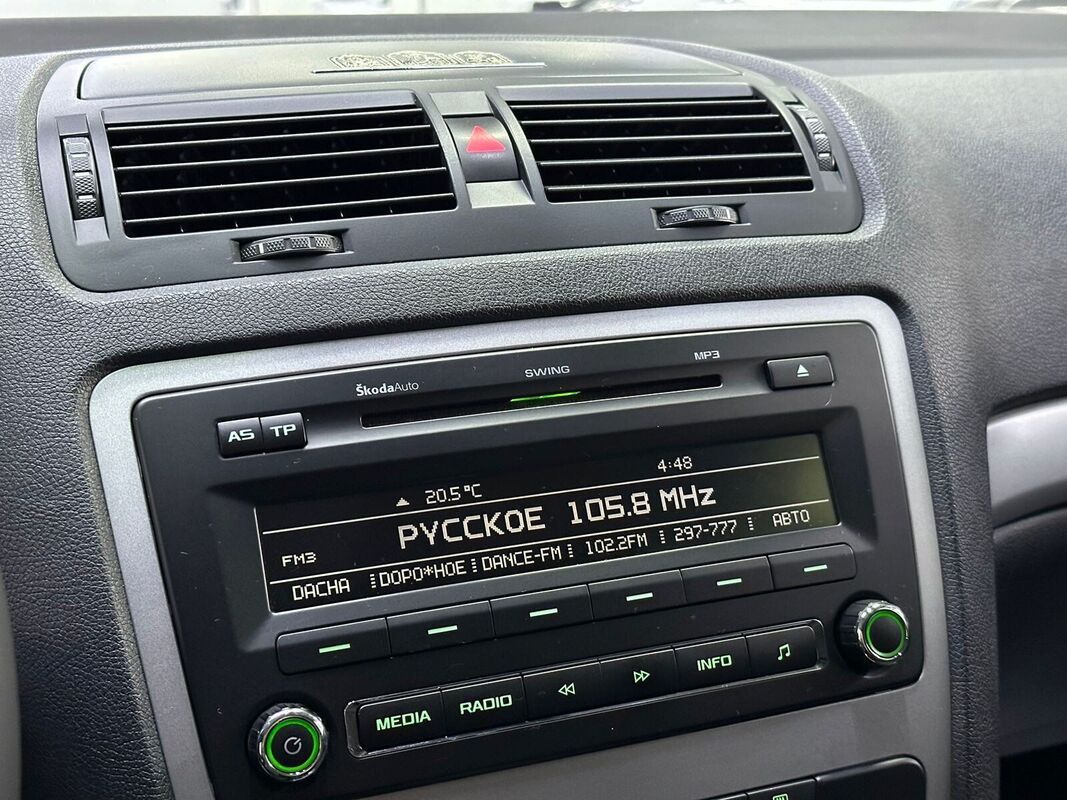 ŠkodaAuto SWING MP3
AS TP
20.5°C 4:48
РУССКОЕ 105.8 MHz
FM3
DACHA DOPO*HOE DANCE-FM 102.2FM 297-777 АВТО
MEDIA RADIO INFO